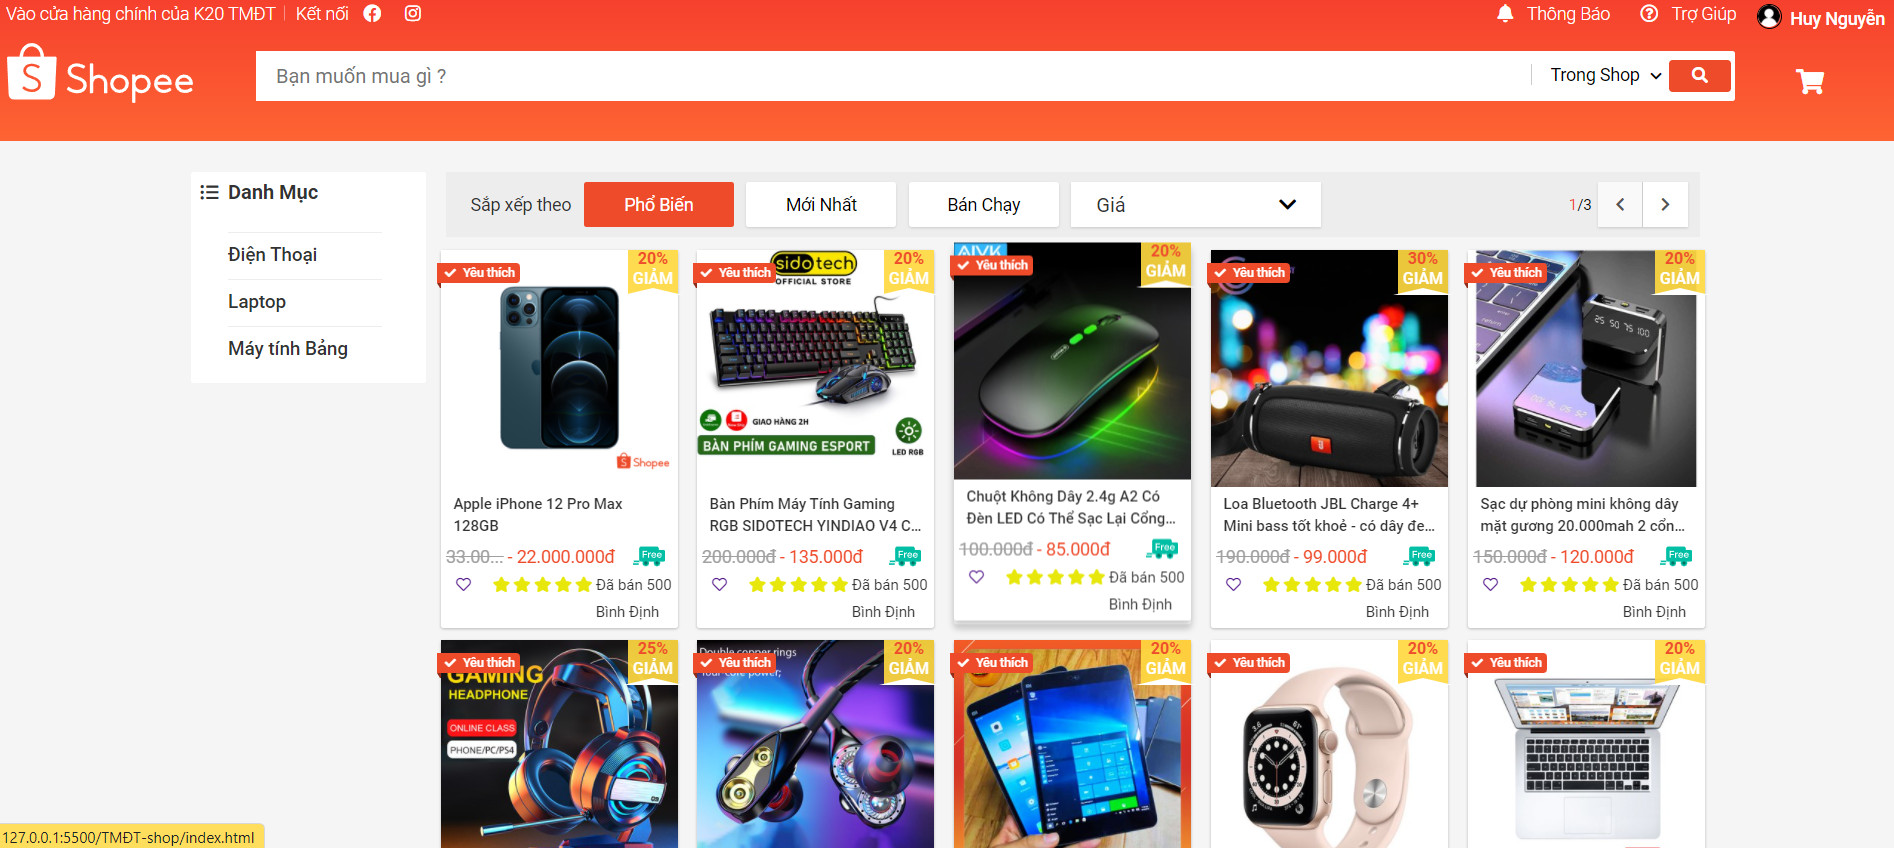 Vào cửa hàng chính của K20 TMĐT
Kết nối
Thông Báo
Trợ Giúp
Huy Nguyễn
Shopee
Bạn muốn mua gì ?
Trong Shop
Danh Mục
Điện Thoại
Laptop
Máy tính Bảng
Sắp xếp theo
Phổ Biến
Mới Nhất
Bán Chạy
Giá
1/3
Yêu thích
20%
GIẢM
Shopee
Apple iPhone 12 Pro Max
128GB
33.00... - 22.000.000đ
Free
Đã bán 500
Bình Định
Yêu thích
20%
GIẢM
sidotech
OFFICIAL STORE
GIAO HÀNG 2H
BÀN PHÍM GAMING ESPORT
LED RGB
Bàn Phím Máy Tính Gaming
RGB SIDOTECH YINDIAO V4 C...
200.000đ - 135.000đ
Free
Đã bán 500
Bình Định
AIVK
Yêu thích
20%
GIẢM
Chuột Không Dây 2.4g A2 Có
Đèn LED Có Thể Sạc Lại Cổng...
100.000đ - 85.000đ
Free
Đã bán 500
Bình Định
Yêu thích
30%
GIẢM
Loa Bluetooth JBL Charge 4+
Mini bass tốt khoẻ - có dây đe...
190.000đ - 99.000đ
Free
Đã bán 500
Bình Định
Yêu thích
20%
GIẢM
25 50 75 100
Sạc dự phòng mini không dây
mặt gương 20.000mah 2 cổn...
150.000đ - 120.000đ
Free
Đã bán 500
Bình Định
Yêu thích
25%
GIẢM
GAMING
HEADPHONE
ONLINE CLASS
PHONE/PC/PS4
Yêu thích
20%
GIẢM
Double copper rings
Your core power;
Yêu thích
20%
GIẢM
Yêu thích
20%
GIẢM
Yêu thích
20%
GIẢM
127.0.0.1:5500/TMĐT-shop/index.html